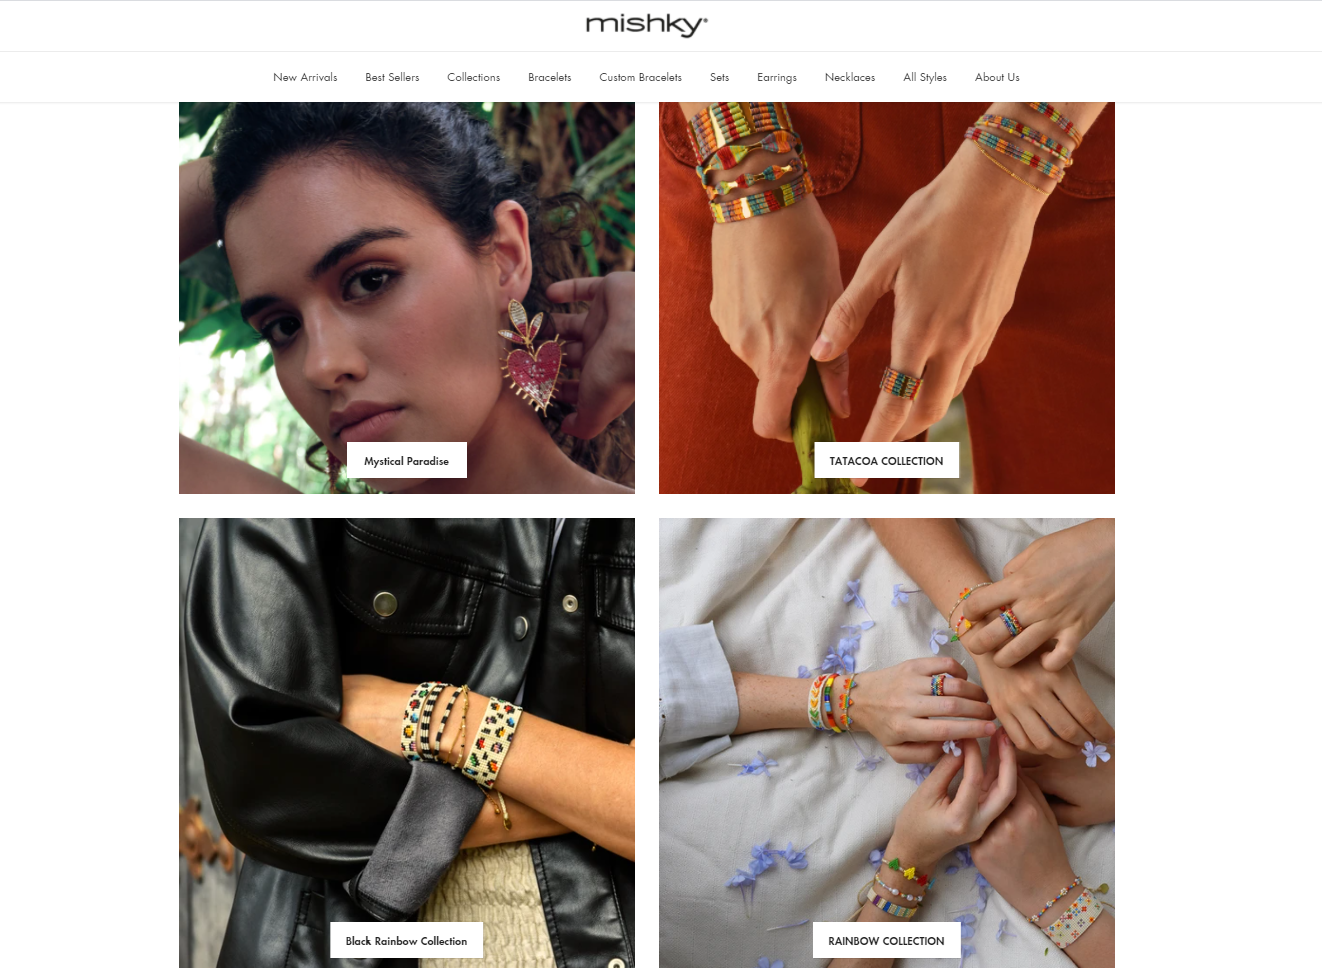 mishky
New Arrivals Best Sellers Collections Bracelets Custom Bracelets Sets Earrings Necklaces All Styles About Us
Mystical Paradise
TATACOA COLLECTION
Black Rainbow Collection
RAINBOW COLLECTION